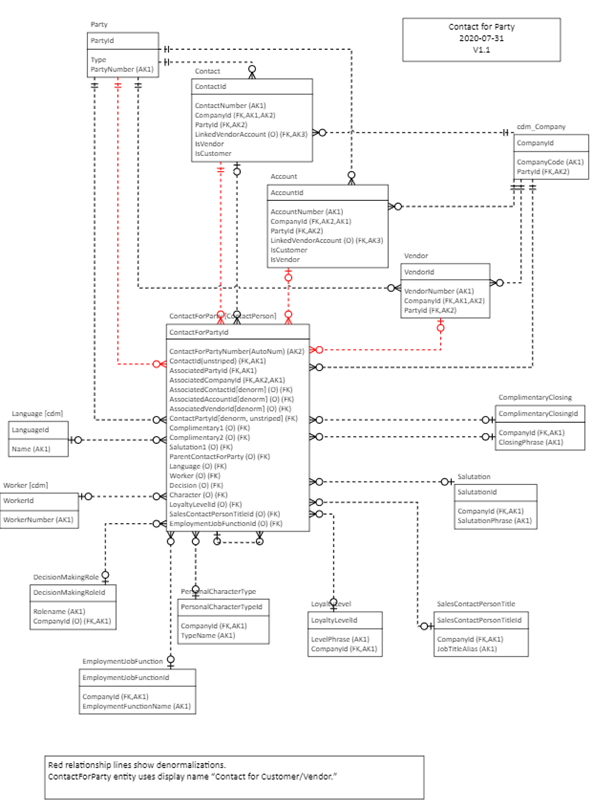 Contact for Party
2020-07-31
V1.1
Party
PartyId
Type
PartyNumber (AK1)
Contact
ContactId
ContactNumber (AK1)
CompanyId (FK,AK1,AK2)
PartyId (FK,AK2)
LinkedVendorAccount (O) (FK,AK3)
IsVendor
IsCustomer
cdm_Company
CompanyId
CompanyCode (AK1)
PartyId (FK,AK2)
Account
AccountId
AccountNumber (AK1)
CompanyId (FK,AK2,AK1)
PartyId (FK,AK2)
LinkedVendorAccount (O) (FK,AK3)
IsCustomer
IsVendor
Vendor
VendorId
VendorNumber (AK1)
CompanyId (FK,AK1,AK2)
PartyId (FK,AK2)
ContactForParty [ContactPerson]
ContactForPartyId
ContactForPartyNumber(AutoNum) (AK2)
ContactId(unstriped) (FK,AK1)
AssociatedPartyId (FK,AK1)
AssociatedCompanyId (FK,AK2,AK1)
AssociatedContactId[denorm] (O) (FK)
AssociatedAccountId[denorm] (O) (FK)
AssociatedVendorId[denorm] (O) (FK)
ContactPartyId[denorm, unstriped] (FK)
Complimentary1 (O) (FK)
Complimentary2 (O) (FK)
Salutation1 (O) (FK)
ParentContactForParty (O) (FK)
Language (O) (FK)
Worker (O) (FK)
Decision (O) (FK)
Character (O) (FK)
LoyaltyLevelId (O) (FK)
SalesContactPersonTitleId (O) (FK)
EmploymentJobFunctionId (O) (FK)
Language [cdm]
LanguageId
Name (AK1)
Worker [cdm]
WorkerId
WorkerNumber (AK1)
ComplimentaryClosing
ComplimentaryClosingId
CompanyId (FK,AK1)
ClosingPhrase (AK1)
Salutation
SalutationId
CompanyId (FK,AK1)
SalutationPhrase (AK1)
DecisionMakingRole
DecisionMakingRoleId
Rolename (AK1)
CompanyId (O) (FK,AK1)
PersonalCharacterType
PersonalCharacterTypeId
CompanyId (FK,AK1)
TypeName (AK1)
LoyaltyLevel
LoyaltyLevelId
LevelPhrase (AK1)
CompanyId (FK,AK1)
SalesContactPersonTitle
SalesContactPersonTitleId
CompanyId (FK,AK1)
JobTitleAlias (AK1)
EmploymentJobFunction
EmploymentJobFunctionId
CompanyId (FK,AK1)
EmploymentFunctionName (AK1)
Red relationship lines show denormalizations.
ContactForParty entity uses display name “Contact for Customer/Vendor.”